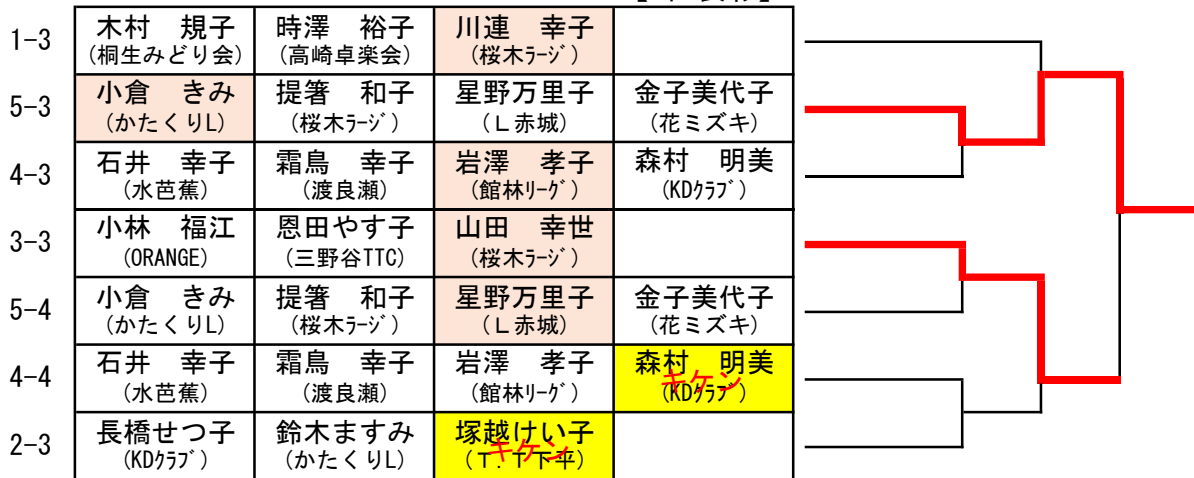 1-3 木村 規子 時澤 裕子 川連 幸子
(桐生みどり会) (高崎卓楽会) (桜木ﾗｰｼﾞ)
5-3 小倉 きみ 提箸 和子 星野万里子 金子美代子
(かたくりL) (桜木ﾗｰｼﾞ) (Ｌ赤城) (花ミズキ)
4-3 石井 幸子 霜鳥 幸子 岩澤 孝子 森村 明美
(水芭蕉) (渡良瀬) (館林ﾘｰｸﾞ) (KDｸﾗﾌﾞ)
3-3 小林 福江 恩田やす子 山田 幸世
(ORANGE) (三野谷TTC) (桜木ﾗｰｼﾞ)
5-4 小倉 きみ 提箸 和子 星野万里子 金子美代子
(かたくりL) (桜木ﾗｰｼﾞ) (Ｌ赤城) (花ミズキ)
4-4 石井 幸子 霜鳥 幸子 岩澤 孝子 森村 明美
キケン
(水芭蕉) (渡良瀬) (館林ﾘｰｸﾞ) (KDｸﾗﾌﾞ)
2-3 長橋せつ子 鈴木ますみ 塚越けい子
キケン
(KDｸﾗﾌﾞ) (かたくりL) (Ｔ.Ｔ下平)